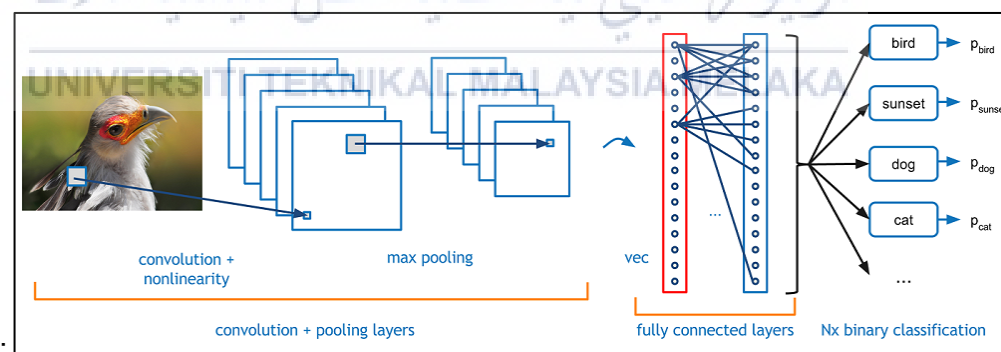 UNIVERSITI TEKNIKAL MALAYSIA MELAKA
bird
p_bird
sunset
p_sunse
dog
p_dog
cat
p_cat
...
...
convolution +
nonlinearity
max pooling
vec
convolution + pooling layers
fully connected layers
Nx binary classification
.